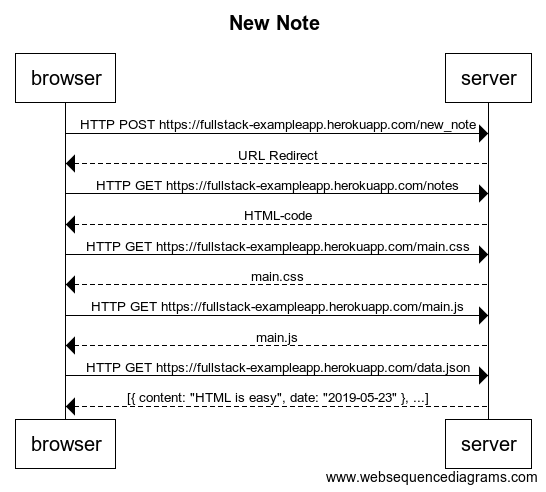 New Note
browser server
HTTP POST https://fullstack-exampleapp.herokuapp.com/new_note
URL Redirect
HTTP GET https://fullstack-exampleapp.herokuapp.com/notes
HTML-code
HTTP GET https://fullstack-exampleapp.herokuapp.com/main.css
main.css
HTTP GET https://fullstack-exampleapp.herokuapp.com/main.js
main.js
HTTP GET https://fullstack-exampleapp.herokuapp.com/data.json
[{ content: "HTML is easy", date: "2019-05-23" }, ...]
browser server
www.websequencediagrams.com